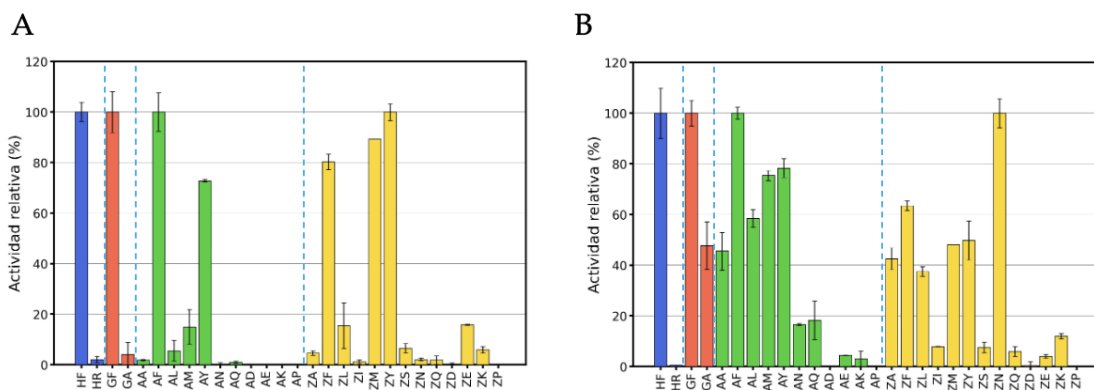 A
Actividad relativa (%)
120
100
80
60
40
20
0
HF HR GF GA AA AF AL AM AY AN AQ AD AE AK AP ZA ZF ZL ZI ZM ZY ZS ZN ZQ ZD ZE ZK ZP
B
Actividad relativa (%)
120
100
80
60
40
20
0
HF HR GF GA AA AF AL AM AY AN AQ AD AE AK AP ZA ZF ZL ZI ZM ZY ZS ZN ZQ ZD ZE ZK ZP